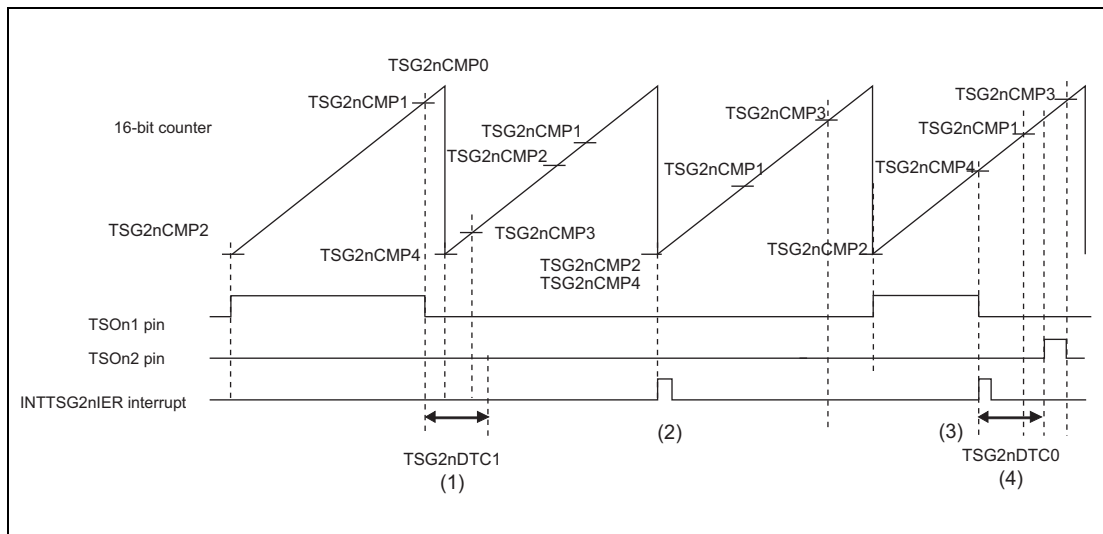 TSG2nCMP0
TSG2nCMP1
TSG2nCMP3
16-bit counter
TSG2nCMP3
TSG2nCMP1
TSG2nCMP1
TSG2nCMP2
TSG2nCMP1
TSG2nCMP4
TSG2nCMP2
TSG2nCMP3
TSG2nCMP4
TSG2nCMP2
TSG2nCMP2
TSG2nCMP4
TSOn1 pin
TSOn2 pin
INTTSG2nIER interrupt
(2)
(3)
TSG2nDTC1
TSG2nDTC0
(1)
(4)